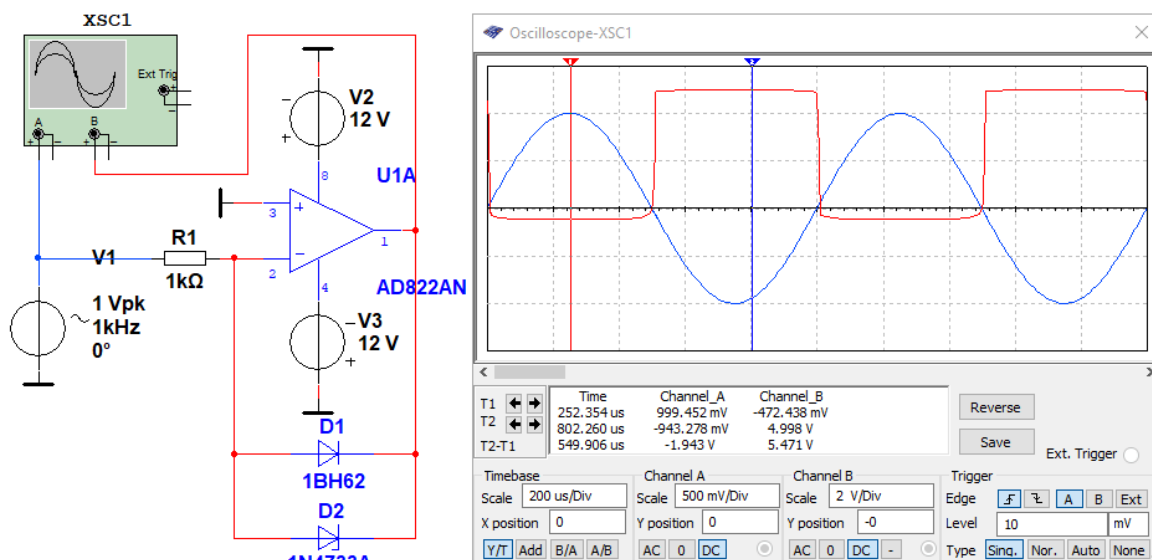 XSC1
Ext Trig
+
−
A
B
+
−
+
−
V2
12 V
−
+
8
U1A
3
+
1
−
2
4
AD822AN
V1
R1
1kΩ
1 Vpk
1kHz
0°
V3
12 V
−
+
D1
1BH62
D2
Oscilloscope-XSC1
1
2
T1
T2
T2-T1
Time Channel_A Channel_B
252.354 us 999.452 mV -472.438 mV
802.260 us -943.278 mV 4.998 V
549.906 us -1.943 V 5.471 V
Reverse
Save
Ext. Trigger
Timebase
Scale 200 us/Div
X position 0
Y/T Add B/A A/B
Channel A
Scale 500 mV/Div
Y position 0
AC 0 DC
Channel B
Scale 2 V/Div
Y position -0
AC 0 DC -
Trigger
Edge A B Ext
Level 10 mV
Type Sing. Nor. Auto None